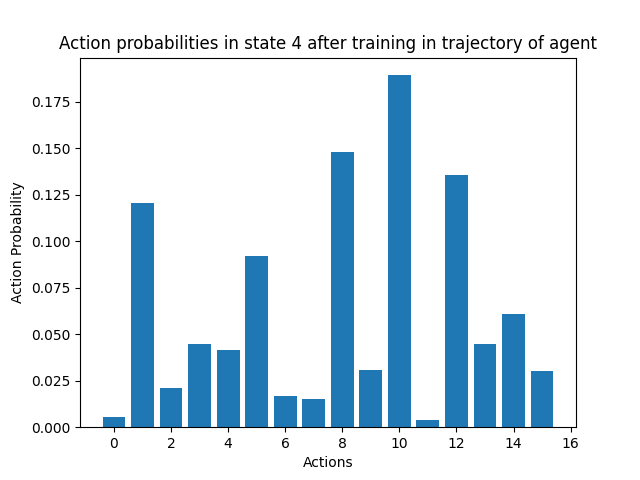 Action probabilities in state 4 after training in trajectory of agent
0.175
0.150
0.125
0.100
0.075
0.050
0.025
0.000
Action Probability
0 2 4 6 8 10 12 14 16
Actions